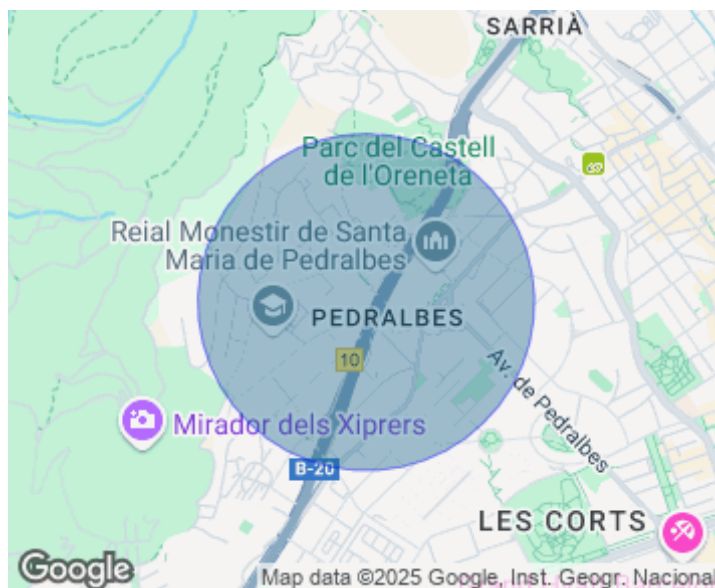 SARRIÀ
Parc del Castell
de l'Oreneta
Reial Monestir de Santa
Maria de Pedralbes
PEDRALBES
10
Av. de Pedralbes
Mirador dels Xiprers
B-20
LES CORTS
Google
Map data ©2025 Google, Inst. Geogr. Nacional